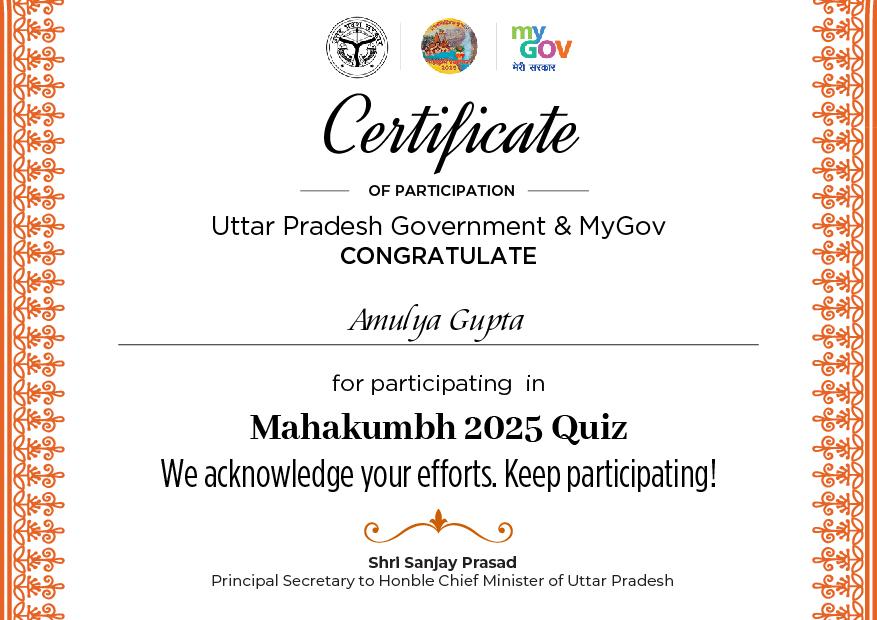 my
GOV
मेरी सरकार
2025
Certificate
OF PARTICIPATION
Uttar Pradesh Government & MyGov
CONGRATULATE
Amulya Gupta
for participating in
Mahakumbh 2025 Quiz
We acknowledge your efforts. Keep participating!
Shri Sanjay Prasad
Principal Secretary to Honble Chief Minister of Uttar Pradesh